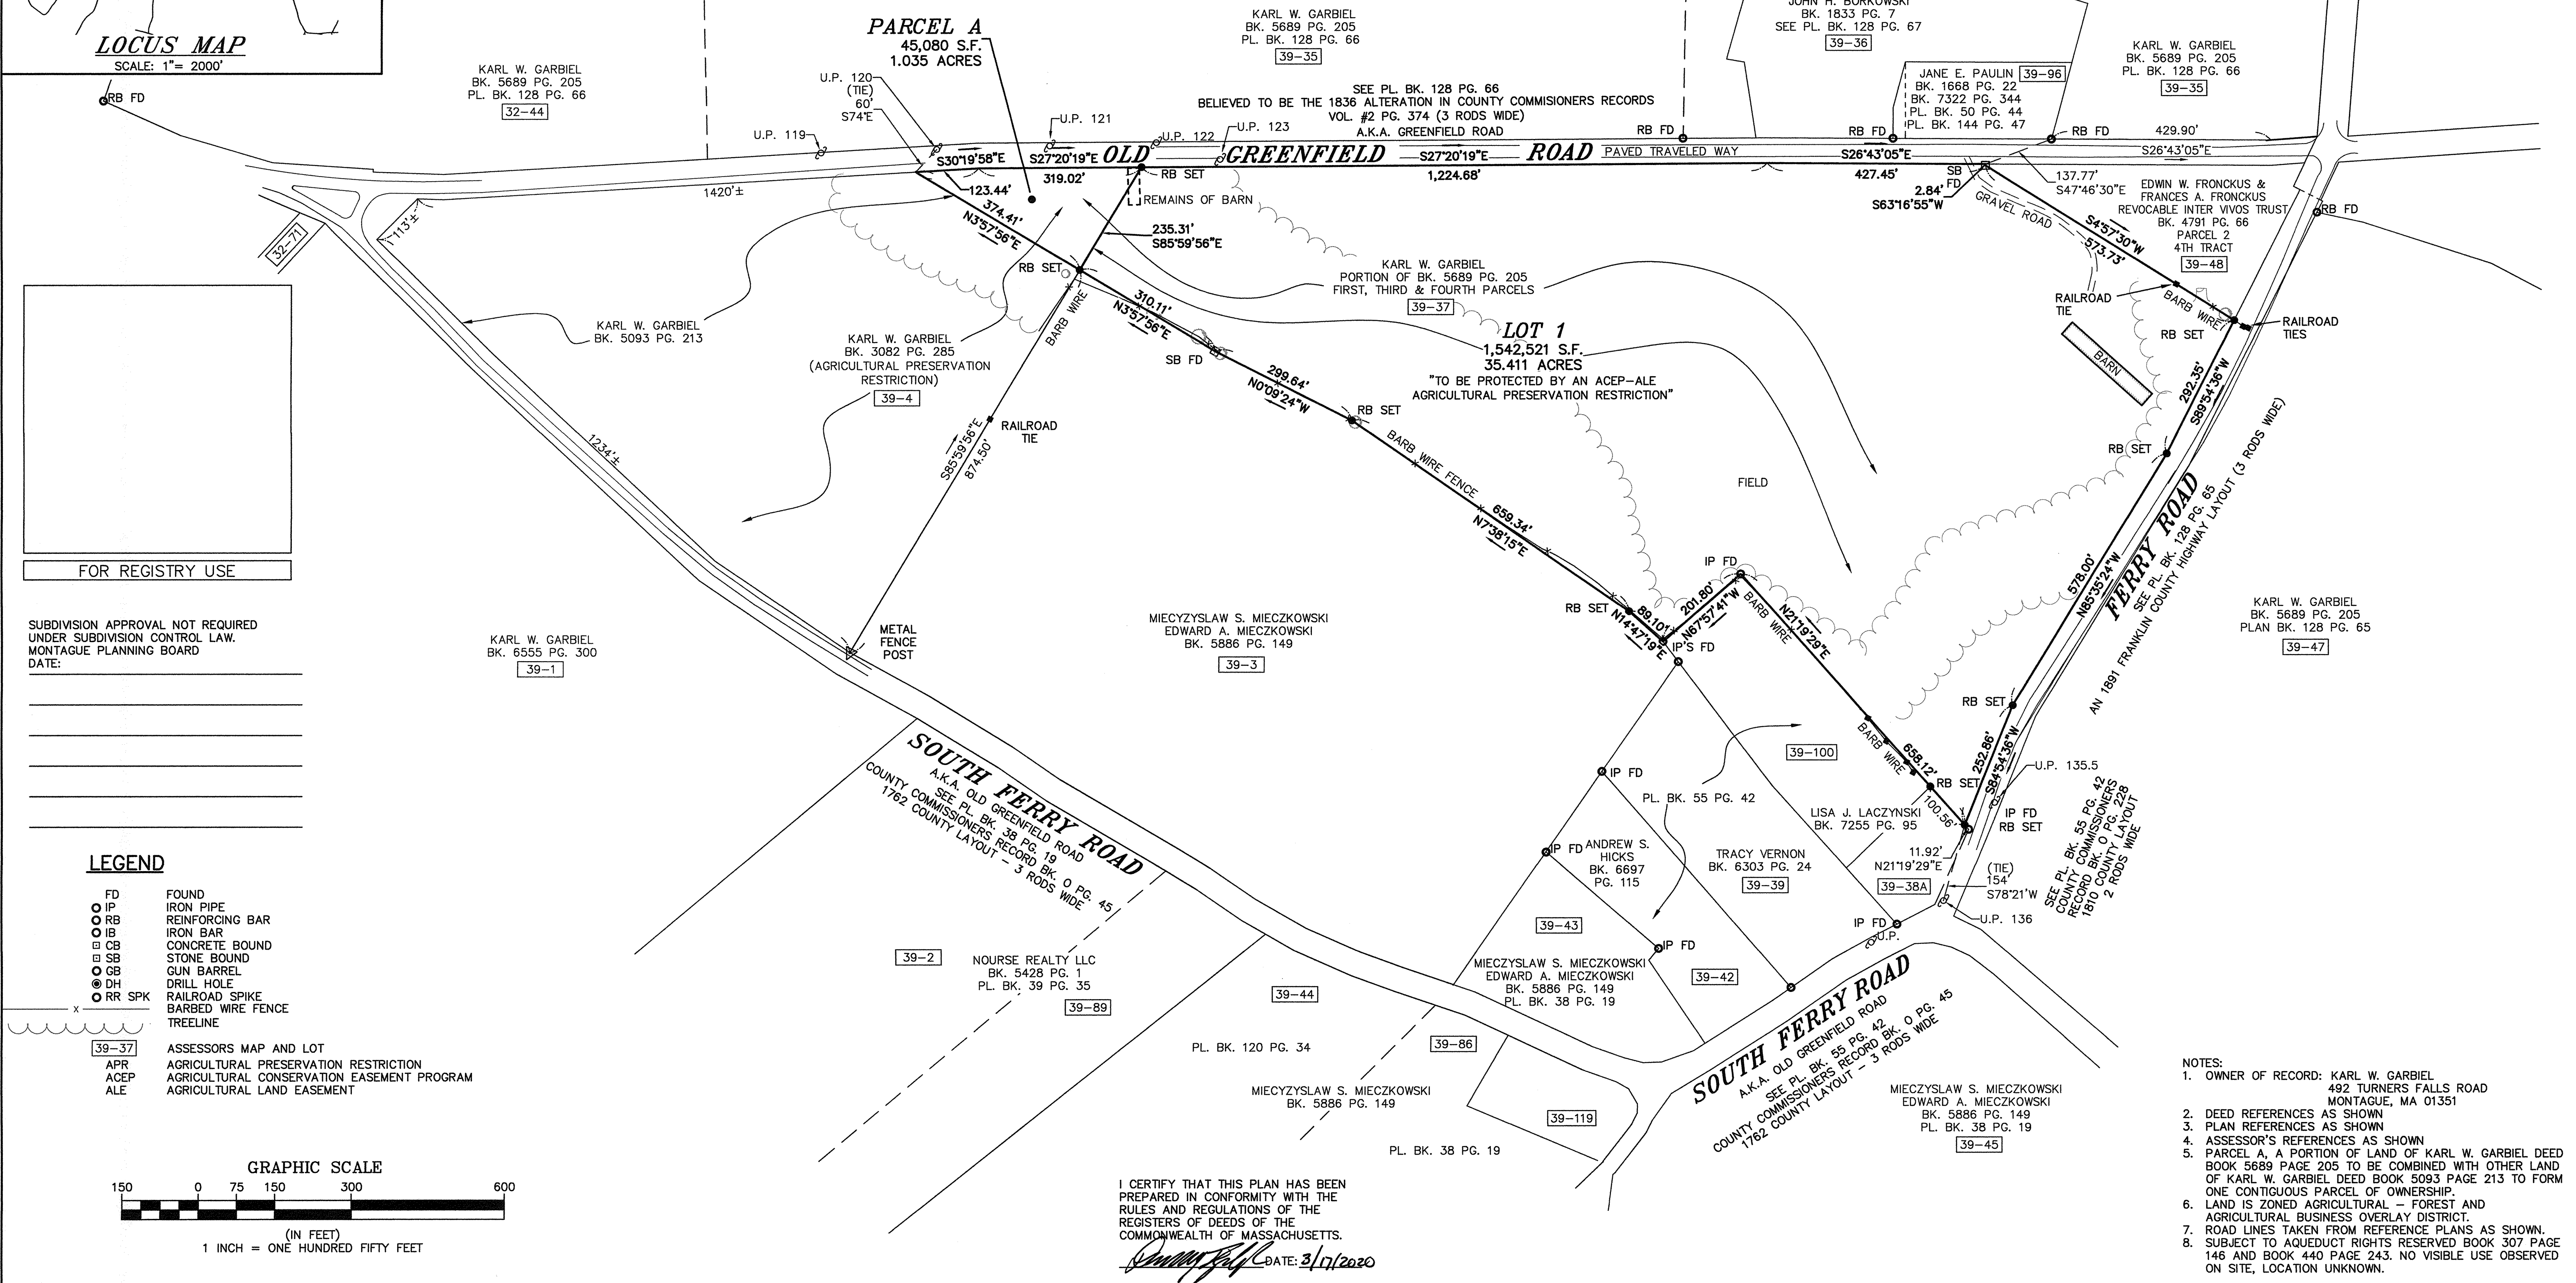 LOCUS MAP
SCALE: 1"= 2000'
RB FD
KARL W. GARBIEL
BK. 5689 PG. 205
PL. BK. 128 PG. 66
32-44
PARCEL A
45,080 S.F.
1.035 ACRES
U.P. 120
(TIE)
60'
S74°E
U.P. 119
U.P. 121
U.P. 122
U.P. 123
KARL W. GARBIEL
BK. 5689 PG. 205
PL. BK. 128 PG. 66
39-35
SEE PL. BK. 128 PG. 66
BELIEVED TO BE THE 1836 ALTERATION IN COUNTY COMMISIONERS RECORDS
VOL. #2 PG. 374 (3 RODS WIDE)
A.K.A. GREENFIELD ROAD
JOHN H. BORKOWSKI
BK. 1833 PG. 7
SEE PL. BK. 128 PG. 67
39-36
JANE E. PAULIN 39-96
BK. 1668 PG. 22
BK. 7322 PG. 344
PL. BK. 50 PG. 44
PL. BK. 144 PG. 47
KARL W. GARBIEL
BK. 5689 PG. 205
PL. BK. 128 PG. 66
39-35
RB FD
RB FD
RB FD
429.90'
S30°19'58"E
S27°20'19"E
OLD GREENFIELD ROAD
S27°20'19"E
PAVED TRAVELED WAY
S26°43'05"E
S26°43'05"E
123.44'
319.02'
1,224.68'
427.45'
RB SET
REMAINS OF BARN
1420'±
113'±
32-71
374.41'
N3°57'56"E
235.31'
S85°59'56"E
SB
FD
2.84'
S63°16'55"W
GRAVEL ROAD
137.77'
S47°46'30"E
EDWIN W. FRONCKUS &
FRANCES A. FRONCKUS
REVOCABLE INTER VIVOS TRUST
BK. 4791 PG. 66
PARCEL 2
4TH TRACT
39-48
RB FD
S4°57'30"W
573.73'
RAILROAD
TIE
BARB WIRE
RB SET
RAILROAD
TIES
BARN
KARL W. GARBIEL
PORTION OF BK. 5689 PG. 205
FIRST, THIRD & FOURTH PARCELS
39-37
RB SET
BARB WIRE
310.11'
N3°57'56"E
SB FD
LOT 1
1,542,521 S.F.
35.411 ACRES
"TO BE PROTECTED BY AN ACEP-ALE
AGRICULTURAL PRESERVATION RESTRICTION"
KARL W. GARBIEL
BK. 5093 PG. 213
KARL W. GARBIEL
BK. 3082 PG. 285
(AGRICULTURAL PRESERVATION
RESTRICTION)
39-4
299.64'
N0°09'24"W
RB SET
BARB WIRE FENCE
RAILROAD
TIE
S85°59'56"E
874.50'
1234'±
659.34'
N7°38'15"E
FIELD
292.35'
S89°54'36"W
RB SET
578.00'
N85°35'24"W
FERRY ROAD
SEE PL. BK. 128 PG. 65
AN 1891 FRANKLIN COUNTY HIGHWAY LAYOUT (3 RODS WIDE)
FOR REGISTRY USE
SUBDIVISION APPROVAL NOT REQUIRED
UNDER SUBDIVISION CONTROL LAW.
MONTAGUE PLANNING BOARD
DATE:
KARL W. GARBIEL
BK. 6555 PG. 300
39-1
METAL
FENCE
POST
MIECYZYSLAW S. MIECZKOWSKI
EDWARD A. MIECZKOWSKI
BK. 5886 PG. 149
39-3
RB SET
89.10'
N14°47'19"E
IP FD
201.80'
N67°57'41"W
IP'S FD
BARB WIRE
N21°19'29"E
BARB WIRE
658.12'
RB SET
100.56'
RB SET
252.86'
S84°54'36"W
U.P. 135.5
IP FD
RB SET
KARL W. GARBIEL
BK. 5689 PG. 205
PLAN BK. 128 PG. 65
39-47
SOUTH FERRY ROAD
A.K.A. OLD GREENFIELD ROAD
SEE PL. BK. 38 PG. 19
COUNTY COMMISSIONERS RECORD BK. O PG. 45
1762 COUNTY LAYOUT - 3 RODS WIDE
39-100
IP FD
PL. BK. 55 PG. 42
LISA J. LACZYNSKI
BK. 7255 PG. 95
IP FD
ANDREW S.
HICKS
BK. 6697
PG. 115
TRACY VERNON
BK. 6303 PG. 24
39-39
11.92'
N21°19'29"E
39-38A
(TIE)
154'
S78°21'W
U.P. 136
SEE PL. BK. 55 PG. 42
COUNTY COMMISSIONERS
RECORD BK. O PG. 228
1810 COUNTY LAYOUT
2 RODS WIDE
IP FD
U.P.
39-43
IP FD
MIECZYSLAW S. MIECZKOWSKI
EDWARD A. MIECZKOWSKI
BK. 5886 PG. 149
PL. BK. 38 PG. 19
39-42
39-2
NOURSE REALTY LLC
BK. 5428 PG. 1
PL. BK. 39 PG. 35
39-89
39-44
PL. BK. 120 PG. 34
39-86
MIECYZYSLAW S. MIECZKOWSKI
BK. 5886 PG. 149
39-119
PL. BK. 38 PG. 19
SOUTH FERRY ROAD
A.K.A. OLD GREENFIELD ROAD
SEE PL. BK. 55 PG. 42
COUNTY COMMISSIONERS RECORD BK. O PG. 45
1762 COUNTY LAYOUT - 3 RODS WIDE
MIECZYSLAW S. MIECZKOWSKI
EDWARD A. MIECZKOWSKI
BK. 5886 PG. 149
PL. BK. 38 PG. 19
39-45
LEGEND
FD FOUND
IP IRON PIPE
RB REINFORCING BAR
IB IRON BAR
CB CONCRETE BOUND
SB STONE BOUND
GB GUN BARREL
DH DRILL HOLE
RR SPK RAILROAD SPIKE
x BARBED WIRE FENCE
TREELINE
39-37 ASSESSORS MAP AND LOT
APR AGRICULTURAL PRESERVATION RESTRICTION
ACEP AGRICULTURAL CONSERVATION EASEMENT PROGRAM
ALE AGRICULTURAL LAND EASEMENT
GRAPHIC SCALE
150 0 75 150 300 600
(IN FEET)
1 INCH = ONE HUNDRED FIFTY FEET
I CERTIFY THAT THIS PLAN HAS BEEN
PREPARED IN CONFORMITY WITH THE
RULES AND REGULATIONS OF THE
REGISTERS OF DEEDS OF THE
COMMONWEALTH OF MASSACHUSETTS.
DATE: 3/17/2020
NOTES:
1. OWNER OF RECORD: KARL W. GARBIEL
492 TURNERS FALLS ROAD
MONTAGUE, MA 01351
2. DEED REFERENCES AS SHOWN
3. PLAN REFERENCES AS SHOWN
4. ASSESSOR'S REFERENCES AS SHOWN
5. PARCEL A, A PORTION OF LAND OF KARL W. GARBIEL DEED
BOOK 5689 PAGE 205 TO BE COMBINED WITH OTHER LAND
OF KARL W. GARBIEL DEED BOOK 5093 PAGE 213 TO FORM
ONE CONTIGUOUS PARCEL OF OWNERSHIP.
6. LAND IS ZONED AGRICULTURAL - FOREST AND
AGRICULTURAL BUSINESS OVERLAY DISTRICT.
7. ROAD LINES TAKEN FROM REFERENCE PLANS AS SHOWN.
8. SUBJECT TO AQUEDUCT RIGHTS RESERVED BOOK 307 PAGE
146 AND BOOK 440 PAGE 243. NO VISIBLE USE OBSERVED
ON SITE, LOCATION UNKNOWN.